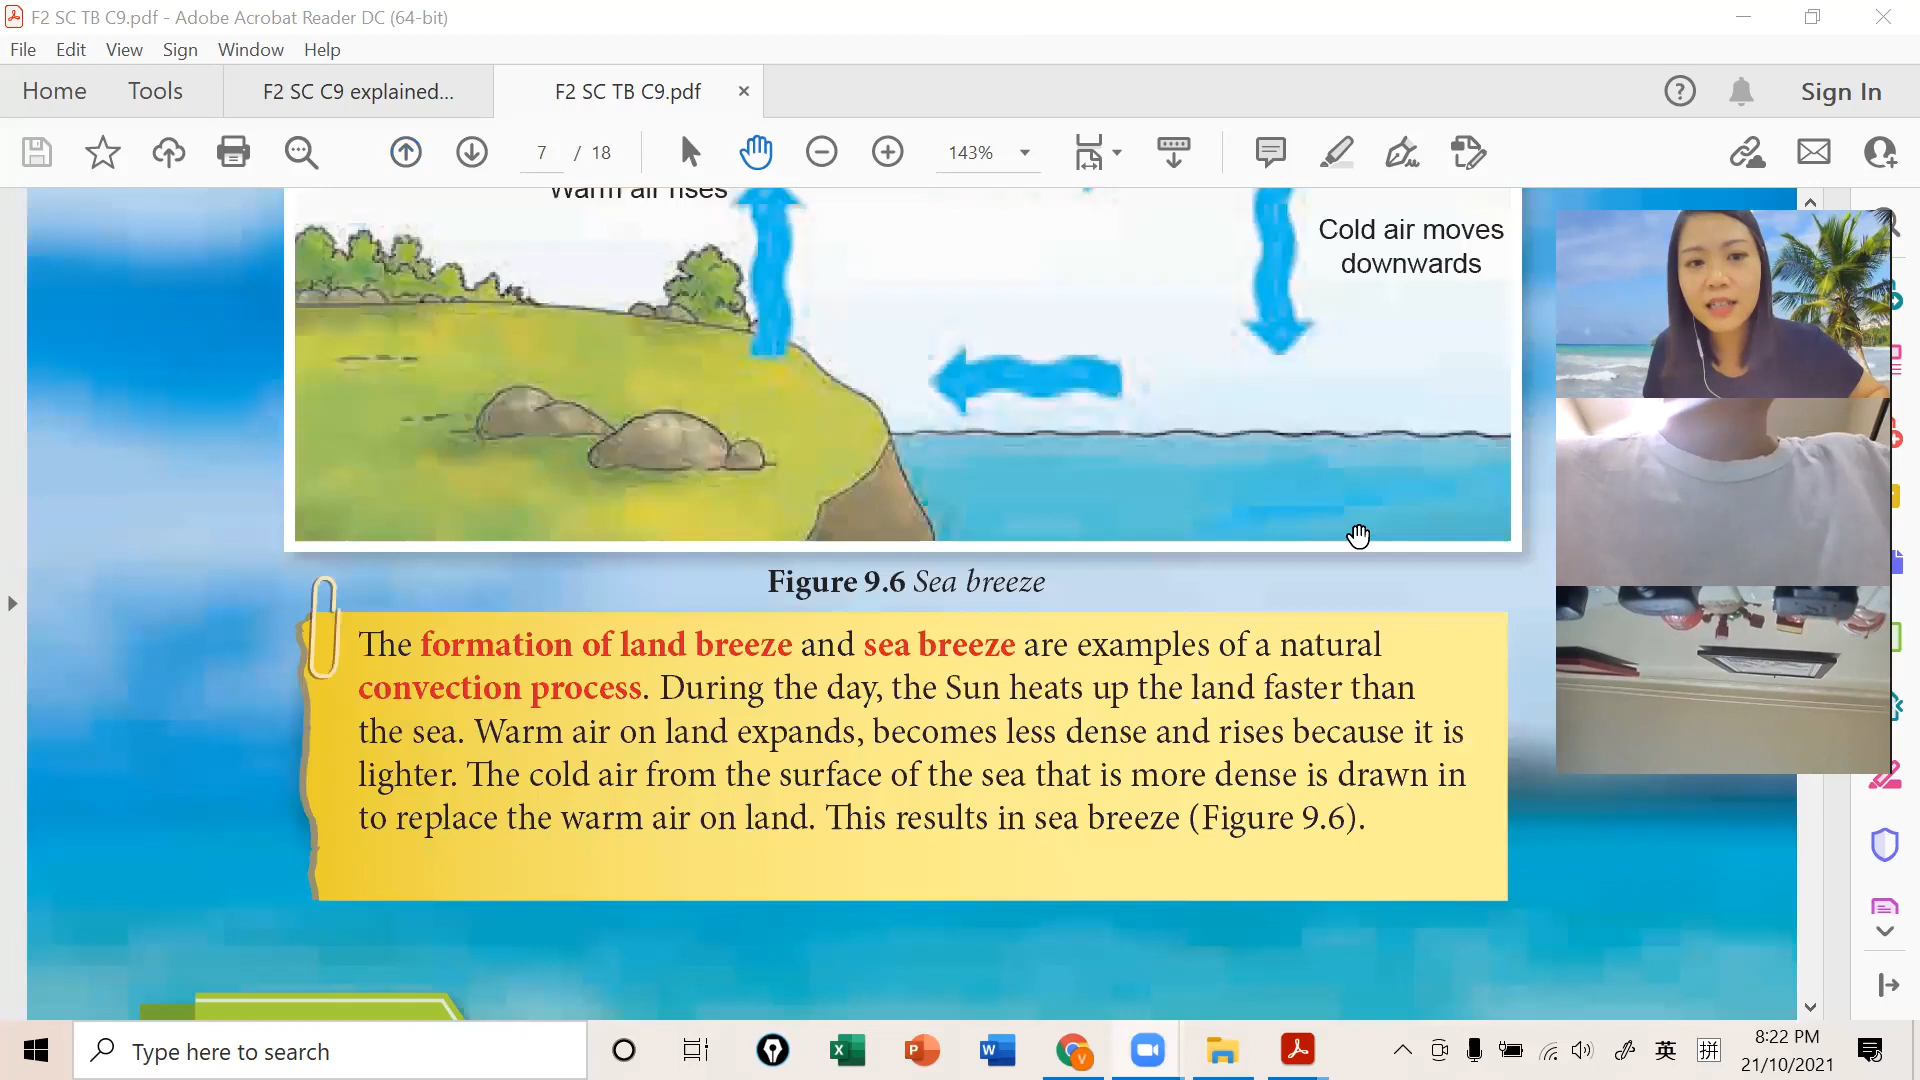 F2 SC TB C9.pdf - Adobe Acrobat Reader DC (64-bit)
File Edit View Sign Window Help
Home Tools F2 SC C9 explained... F2 SC TB C9.pdf × Sign In
7 / 18 143%
Warm air rises
Cold air moves
downwards
Figure 9.6 Sea breeze
The formation of land breeze and sea breeze are examples of a natural
convection process. During the day, the Sun heats up the land faster than
the sea. Warm air on land expands, becomes less dense and rises because it is
lighter. The cold air from the surface of the sea that is more dense is drawn in
to replace the warm air on land. This results in sea breeze (Figure 9.6).
Type here to search
英 拼 8:22 PM
21/10/2021